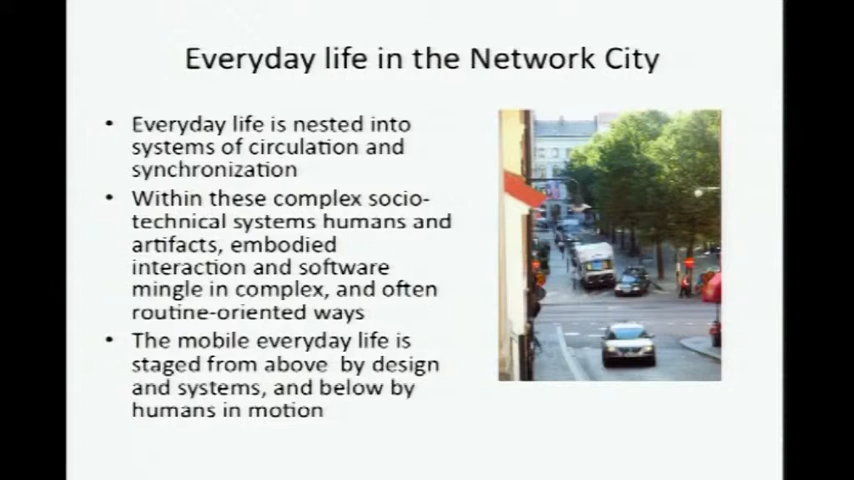 Everyday life in the Network City
• Everyday life is nested into
systems of circulation and
synchronization
• Within these complex socio-
technical systems humans and
artifacts, embodied
interaction and software
mingle in complex, and often
routine-oriented ways
• The mobile everyday life is
staged from above by design
and systems, and below by
humans in motion